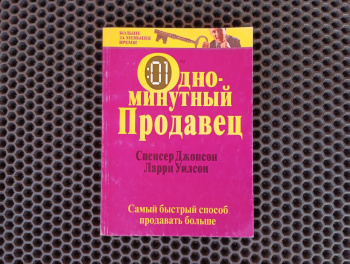 БОЛЬШЕ
ЗА МЕНЬШЕЕ
ВРЕМЯ!
:01
Одно-
минутный
Продавец
Спенсер Джонсон
Ларри Уилсон
Самый быстрый способ
продавать больше